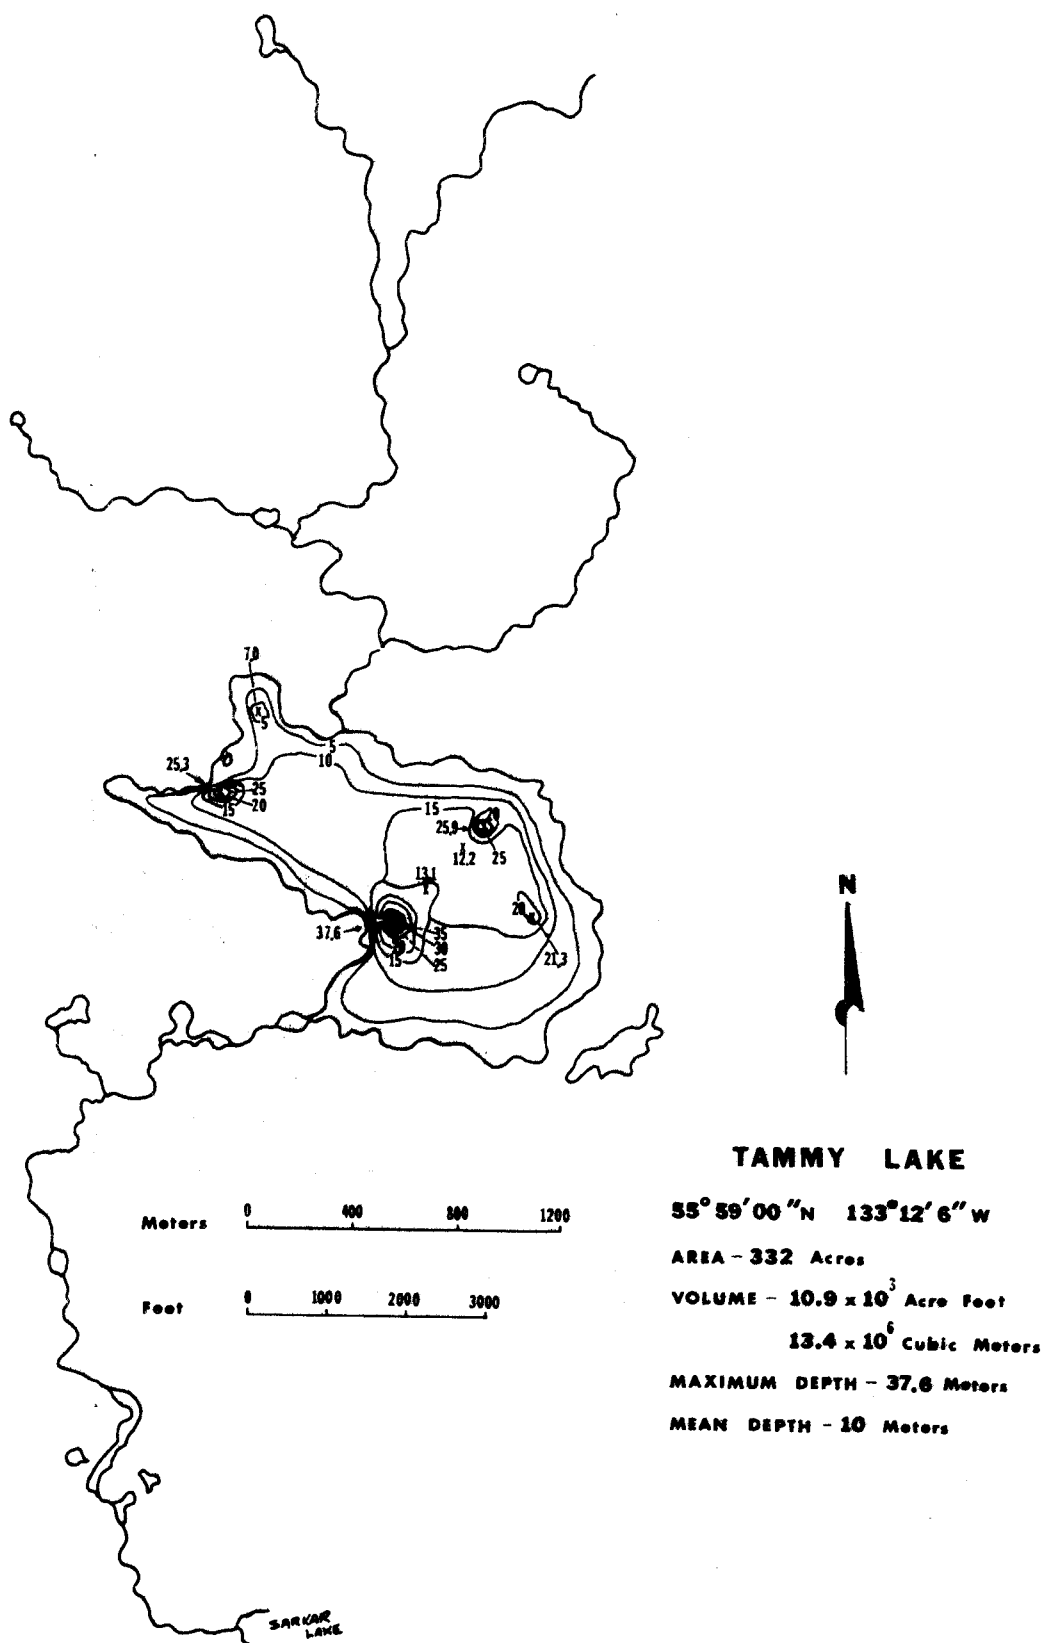 7.0
5
5
10
25.3
25
20
15
15
20
25.9
12.2
25
13.1
20
37.6
35
30
25
15
21.3
N
TAMMY LAKE
55° 59' 00 "N 133° 12' 6" W
AREA - 332 Acres
VOLUME - 10.9 x 10³ Acre Feet
13.4 x 10⁶ Cubic Meters
MAXIMUM DEPTH - 37.6 Meters
MEAN DEPTH - 10 Meters
Meters 0 400 800 1200
Feet 0 1000 2000 3000
SARKAR
LAKE